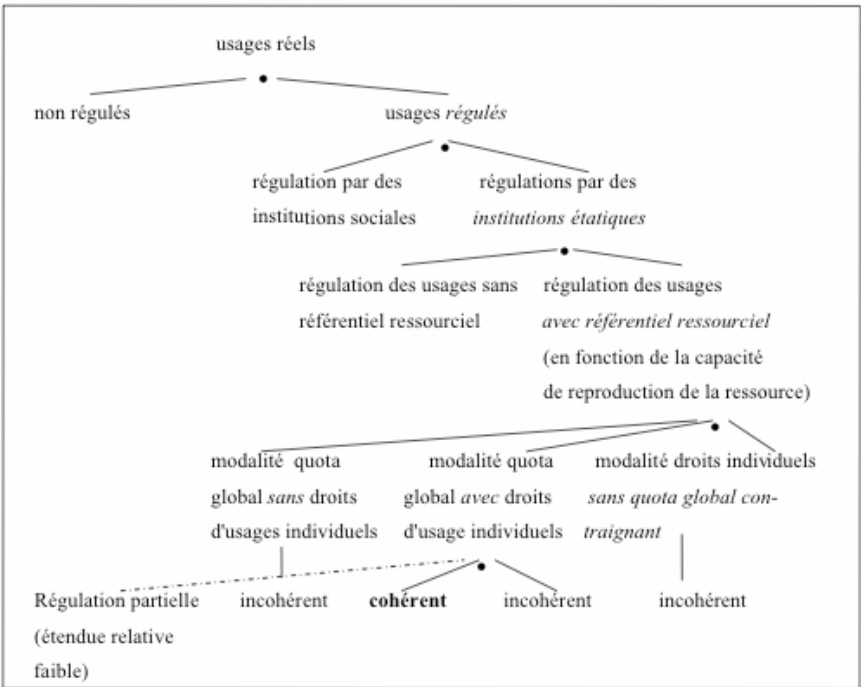 usages réels
non régulés
usages régulés
régulation par des
institutions sociales
régulations par des
institutions étatiques
régulation des usages sans
référentiel ressourciel
régulation des usages
avec référentiel ressourciel
(en fonction de la capacité
de reproduction de la ressource)
modalité quota
global sans droits
d'usages individuels
modalité quota
global avec droits
d'usage individuels
modalité droits individuels
sans quota global con-
traignant
Régulation partielle
(étendue relative
faible)
incohérent
cohérent
incohérent
incohérent